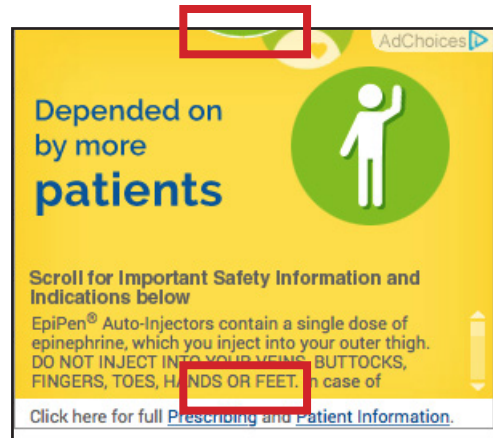 AdChoices
Depended on
by more
patients
Scroll for Important Safety Information and
Indications below
EpiPen® Auto-Injectors contain a single dose of
epinephrine, which you inject into your outer thigh.
DO NOT INJECT INTO YOUR VEINS, BUTTOCKS,
FINGERS, TOES, HANDS OR FEET. In case of
Click here for full Prescribing and Patient Information.